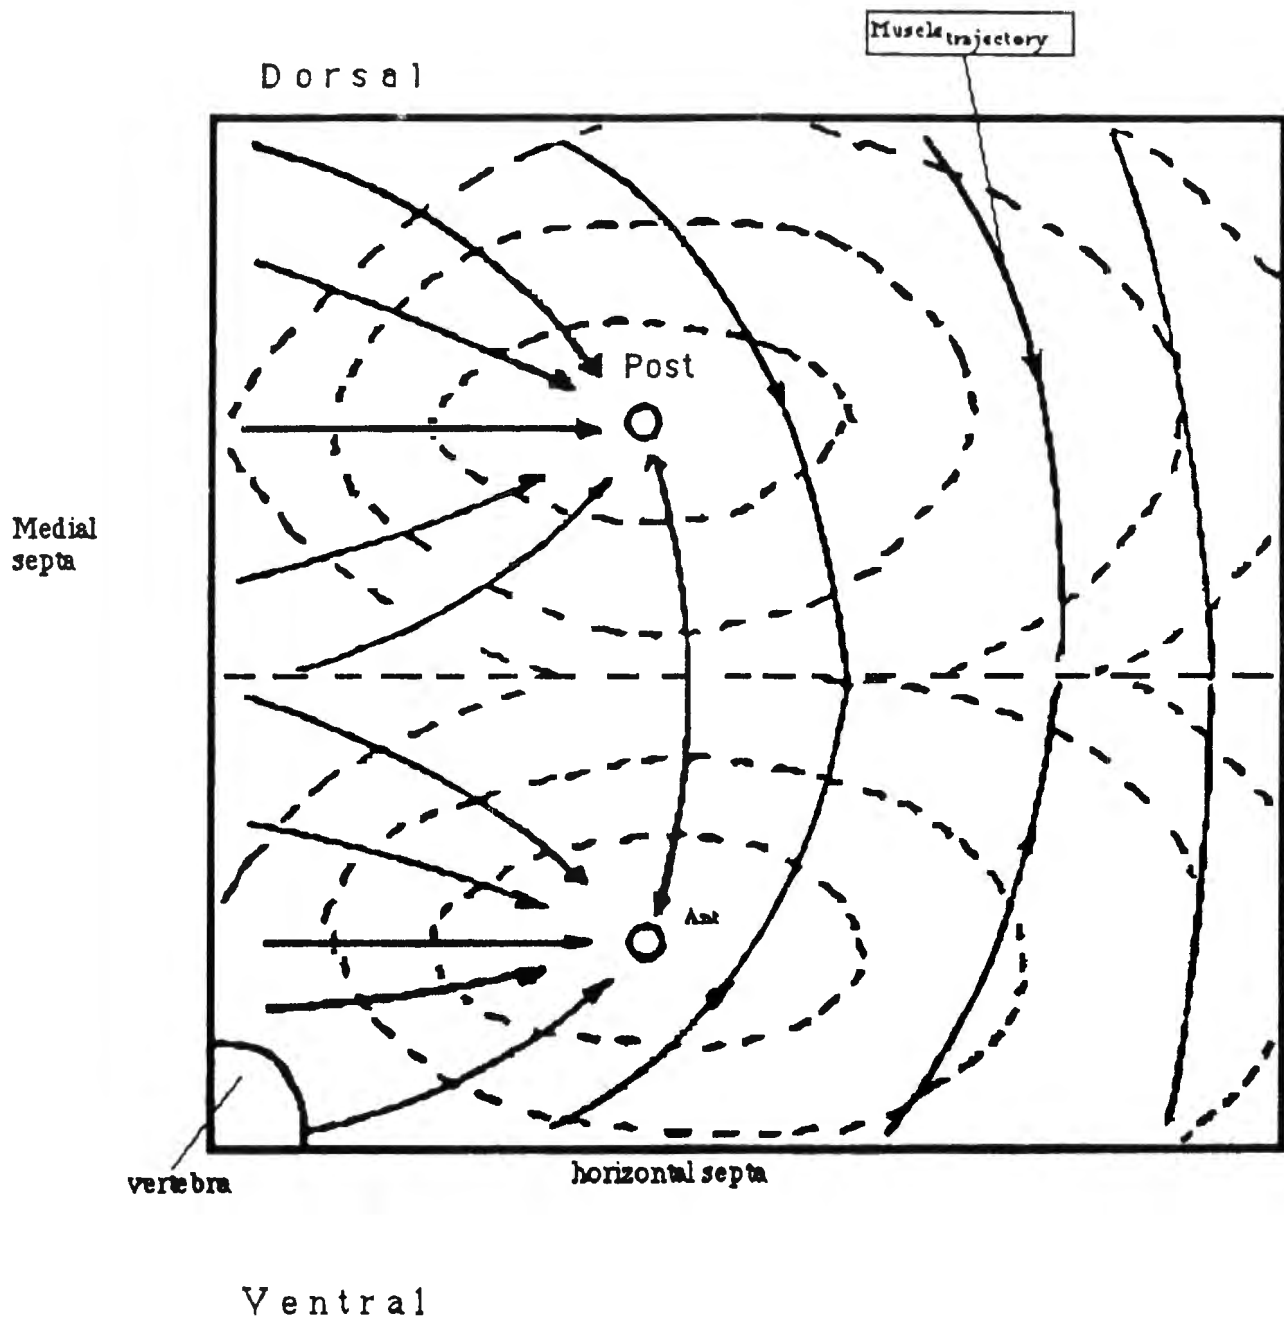 Muscle trajectory
Dorsal
Post
Medial
septa
Ant
vertebra
horizontal septa
Ventral